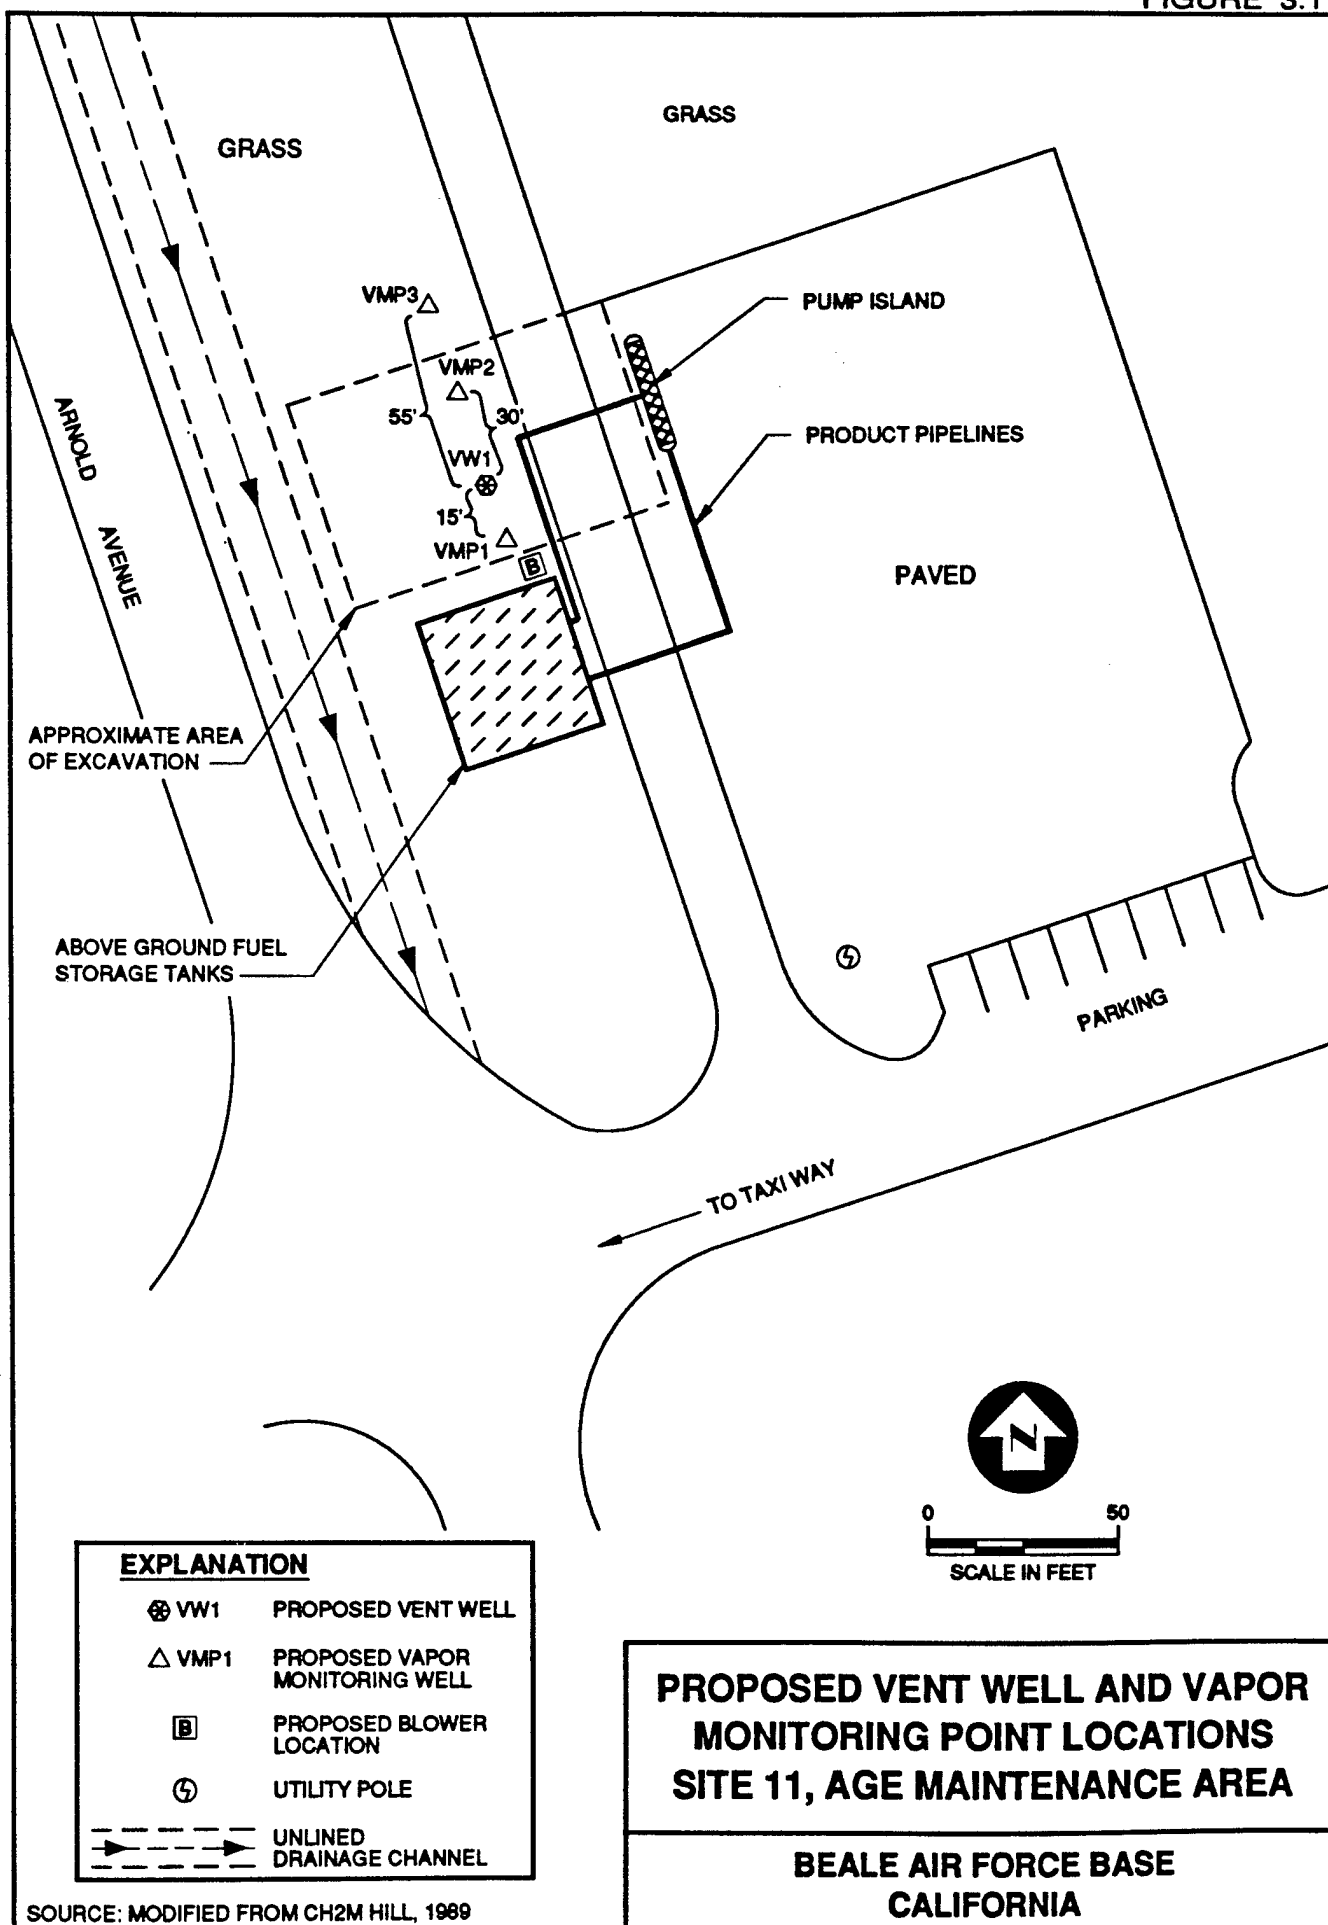 FIGURE 3.1
GRASS
GRASS
VMP3
PUMP ISLAND
VMP2
55'
30'
ARNOLD AVENUE
PRODUCT PIPELINES
VW1
15'
VMP1
B
PAVED
APPROXIMATE AREA
OF EXCAVATION
ABOVE GROUND FUEL
STORAGE TANKS
PARKING
TO TAXI WAY
N
0 50
SCALE IN FEET
EXPLANATION
VW1 PROPOSED VENT WELL
VMP1 PROPOSED VAPOR
MONITORING WELL
B PROPOSED BLOWER
LOCATION
UTILITY POLE
UNLINED
DRAINAGE CHANNEL
SOURCE: MODIFIED FROM CH2M HILL, 1989
PROPOSED VENT WELL AND VAPOR
MONITORING POINT LOCATIONS
SITE 11, AGE MAINTENANCE AREA
BEALE AIR FORCE BASE
CALIFORNIA